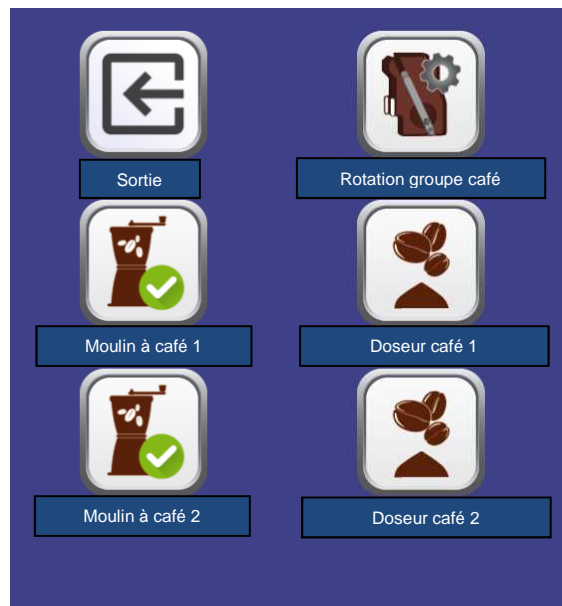 Sortie
Rotation groupe café
Moulin à café 1
Doseur café 1
Moulin à café 2
Doseur café 2